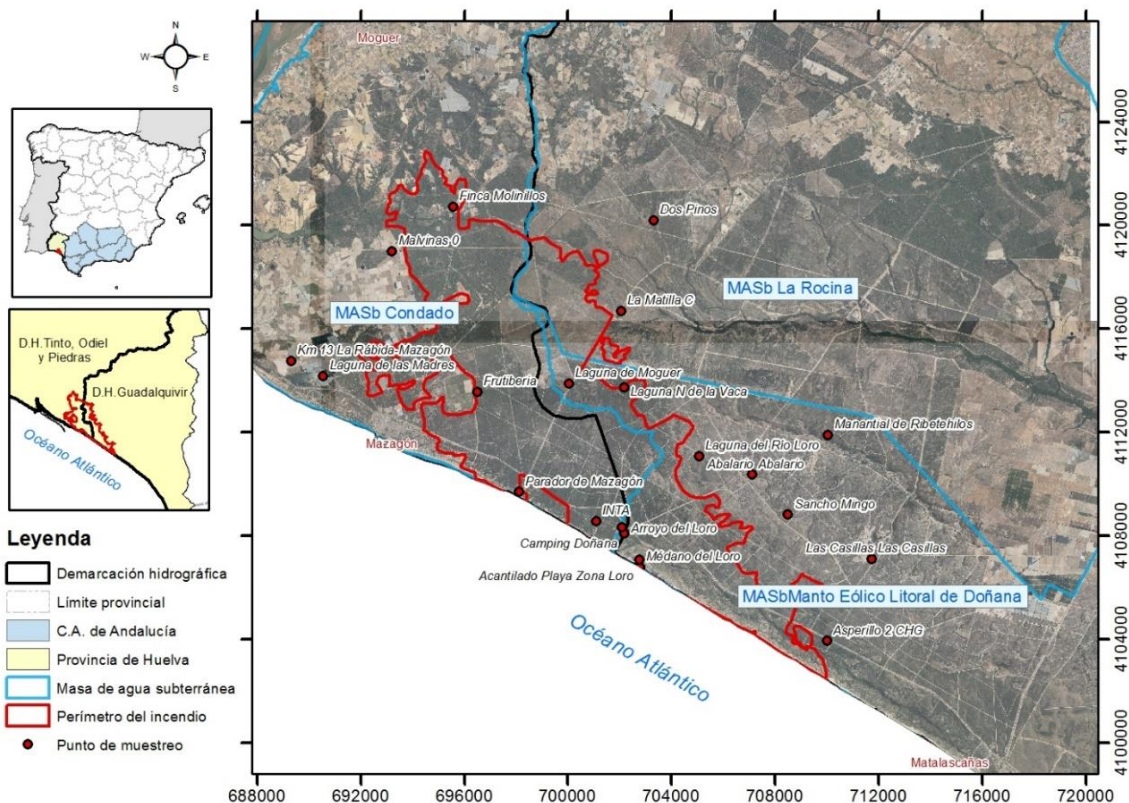 N
W E
S
D.H.Tinto, Odiel
y Piedras
D.H.Guadalquivir
Océano Atlántico
Leyenda
Demarcación hidrográfica
Límite provincial
C.A. de Andalucía
Provincia de Huelva
Masa de agua subterránea
Perímetro del incendio
Punto de muestreo
Moguer
Finca Molinillos
Dos Pinos
Malvinas 0
MASb La Rocina
La Matilla C
MASb Condado
Km 13 La Rábida-Mazagón
Laguna de las Madres
Frutiberia
Laguna de Moguer
Laguna N de la Vaca
Manantial de Ribetehilos
Mazagón
Laguna del Río Loro
Abalario Abalario
Parador de Mazagón
Sancho Mingo
INTA
Arroyo del Loro
Camping Doñana
Médano del Loro
Las Casillas Las Casillas
Acantilado Playa Zona Loro
MASbManto Eólico Litoral de Doñana
Asperillo 2 CHG
Océano Atlántico
Matalascañas
4124000
4120000
4116000
4112000
4108000
4104000
4100000
688000 692000 696000 700000 704000 708000 712000 716000 720000